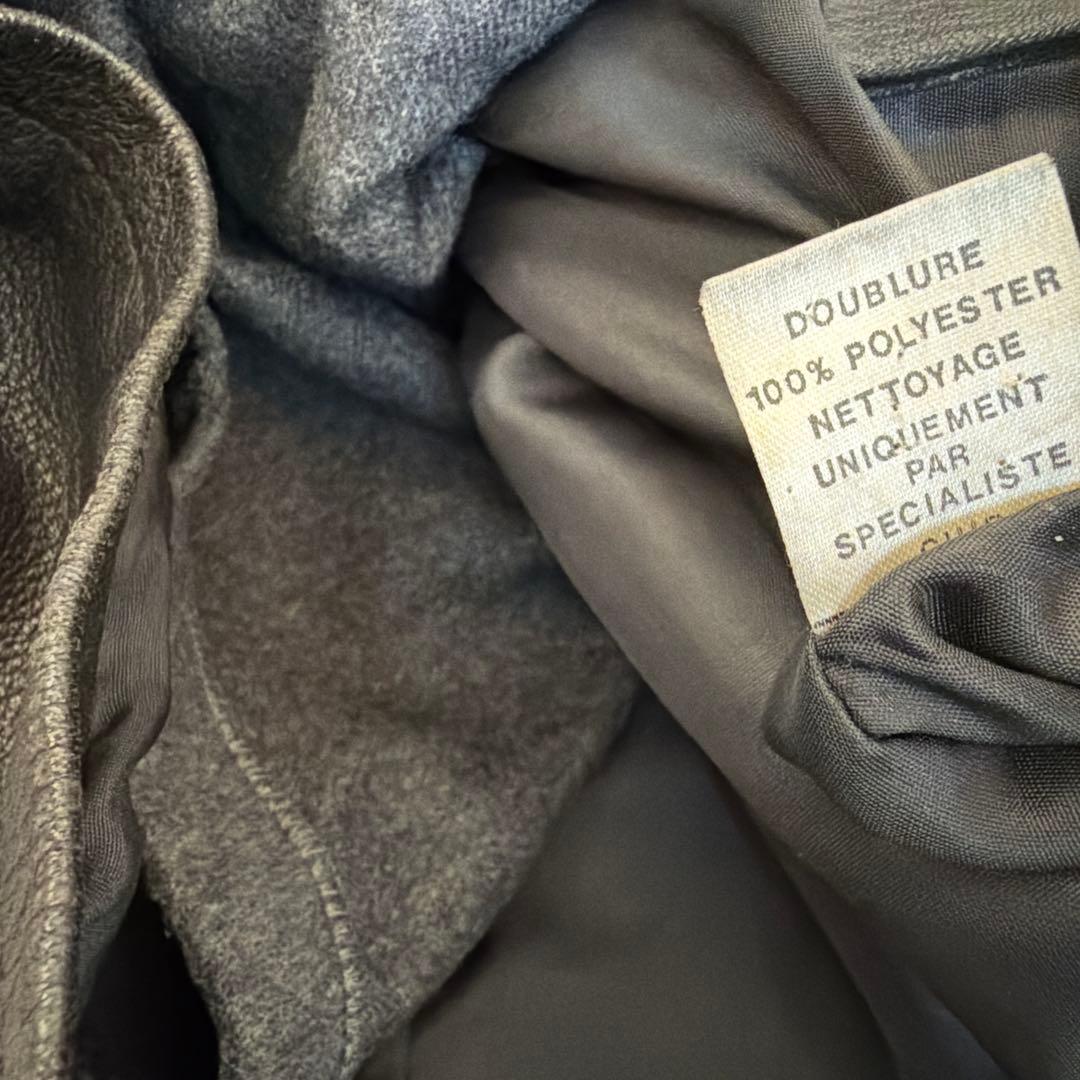 DOUBLURE
100% POLYESTER
NETTOYAGE
UNIQUEMENT
PAR
SPECIALISTE